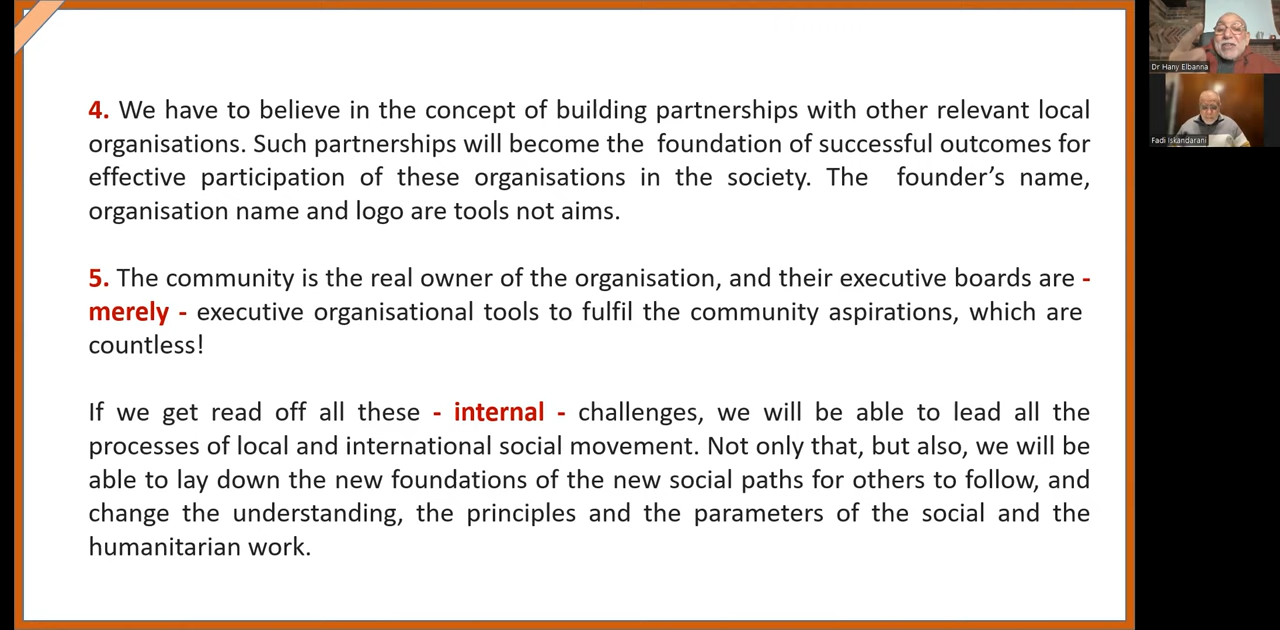 4. We have to believe in the concept of building partnerships with other relevant local
organisations. Such partnerships will become the foundation of successful outcomes for
effective participation of these organisations in the society. The founder’s name,
organisation name and logo are tools not aims.
5. The community is the real owner of the organisation, and their executive boards are -
merely - executive organisational tools to fulfil the community aspirations, which are
countless!
If we get read off all these - internal - challenges, we will be able to lead all the
processes of local and international social movement. Not only that, but also, we will be
able to lay down the new foundations of the new social paths for others to follow, and
change the understanding, the principles and the parameters of the social and the
humanitarian work.
Dr Hany Elbanna
Fadi Iskandarani